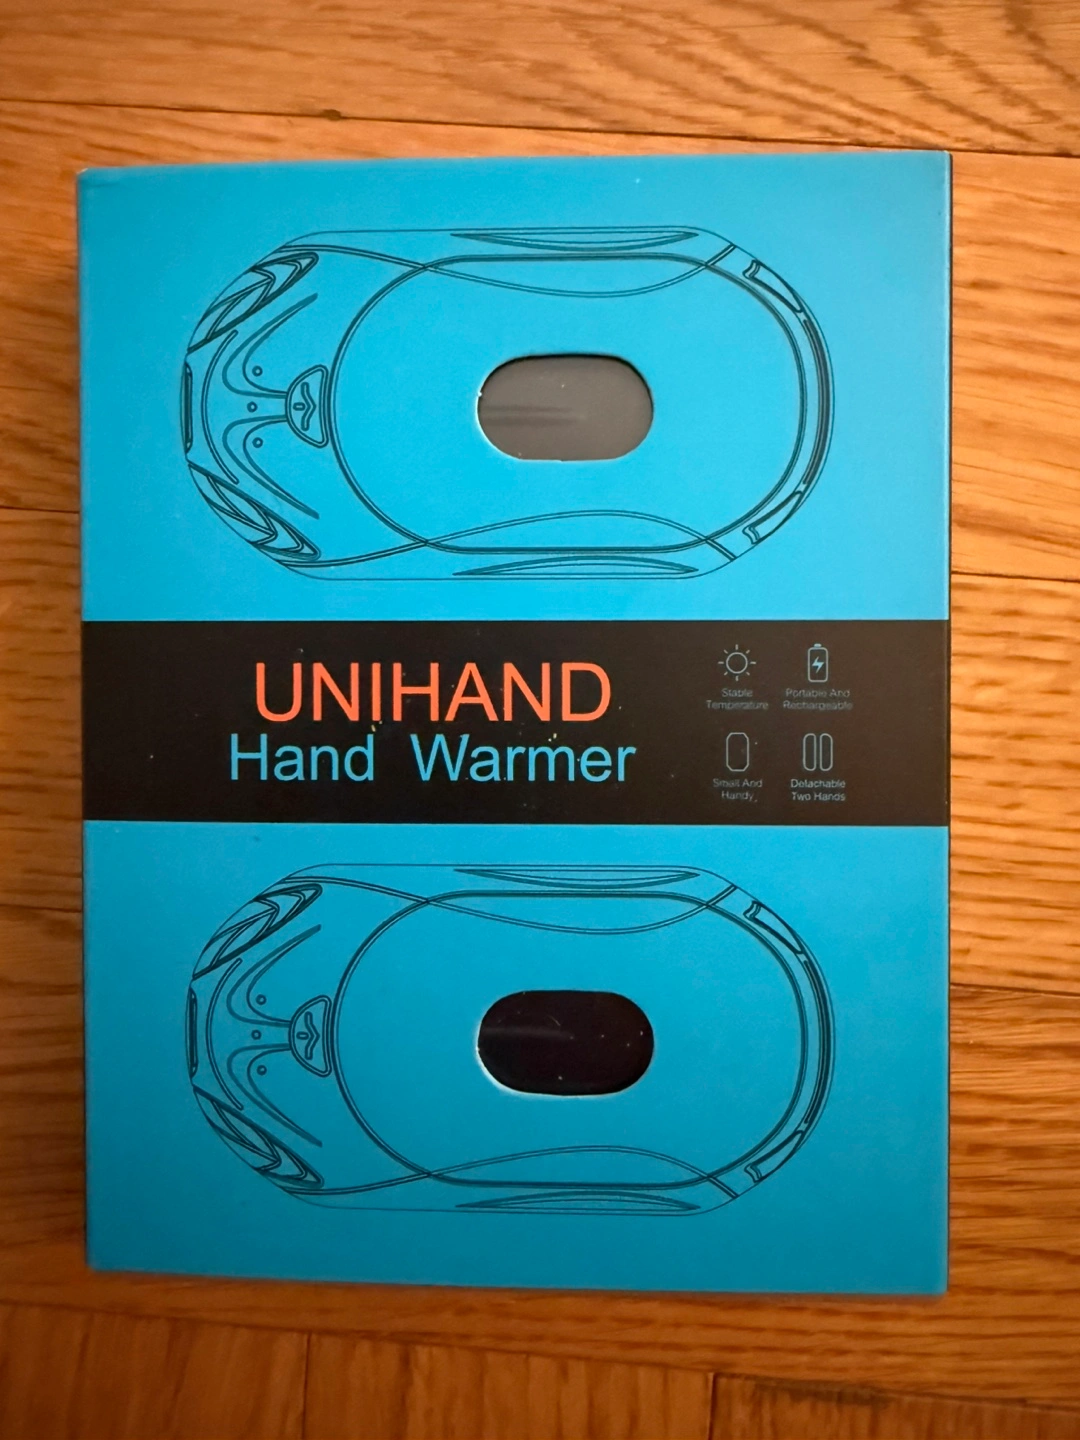 UNIHAND
Hand Warmer
Stable
Temperature
Portable And
Rechargeable
Small And
Handy
Detachable
Two Hands